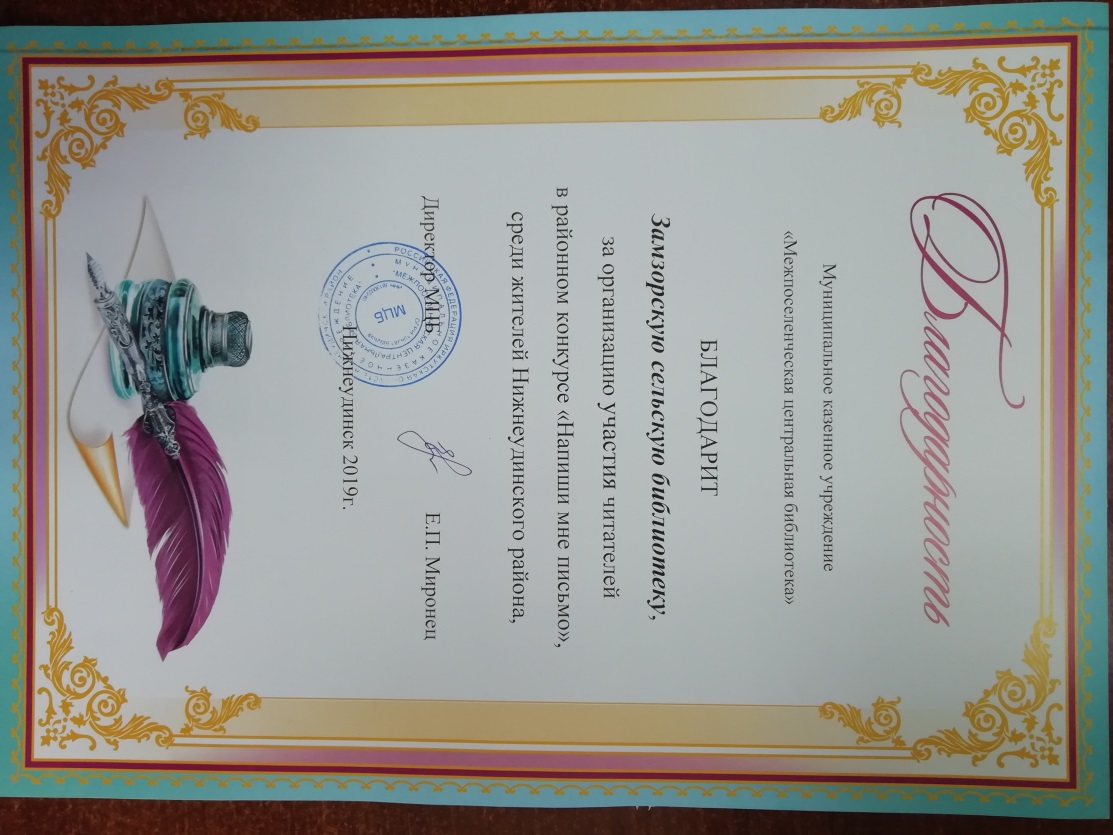 Благодарность
Муниципальное казенное учреждение
«Межпоселенческая центральная библиотека»
БЛАГОДАРИТ
Замзорскую сельскую библиотеку,
за организацию участия читателей
в районном конкурсе «Напиши мне письмо»,
среди жителей Нижнеудинского района,
Директор МЦБ Е.П. Миронец
МЦБ
Нижнеудинск 2019г.